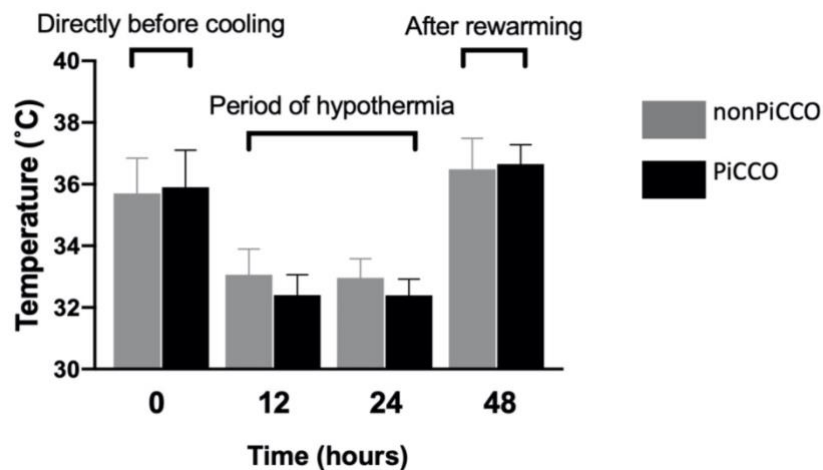 Directly before cooling
After rewarming
Period of hypothermia
Temperature (˚C)
40
38
36
34
32
30
0
12
24
48
Time (hours)
nonPiCCO
PiCCO